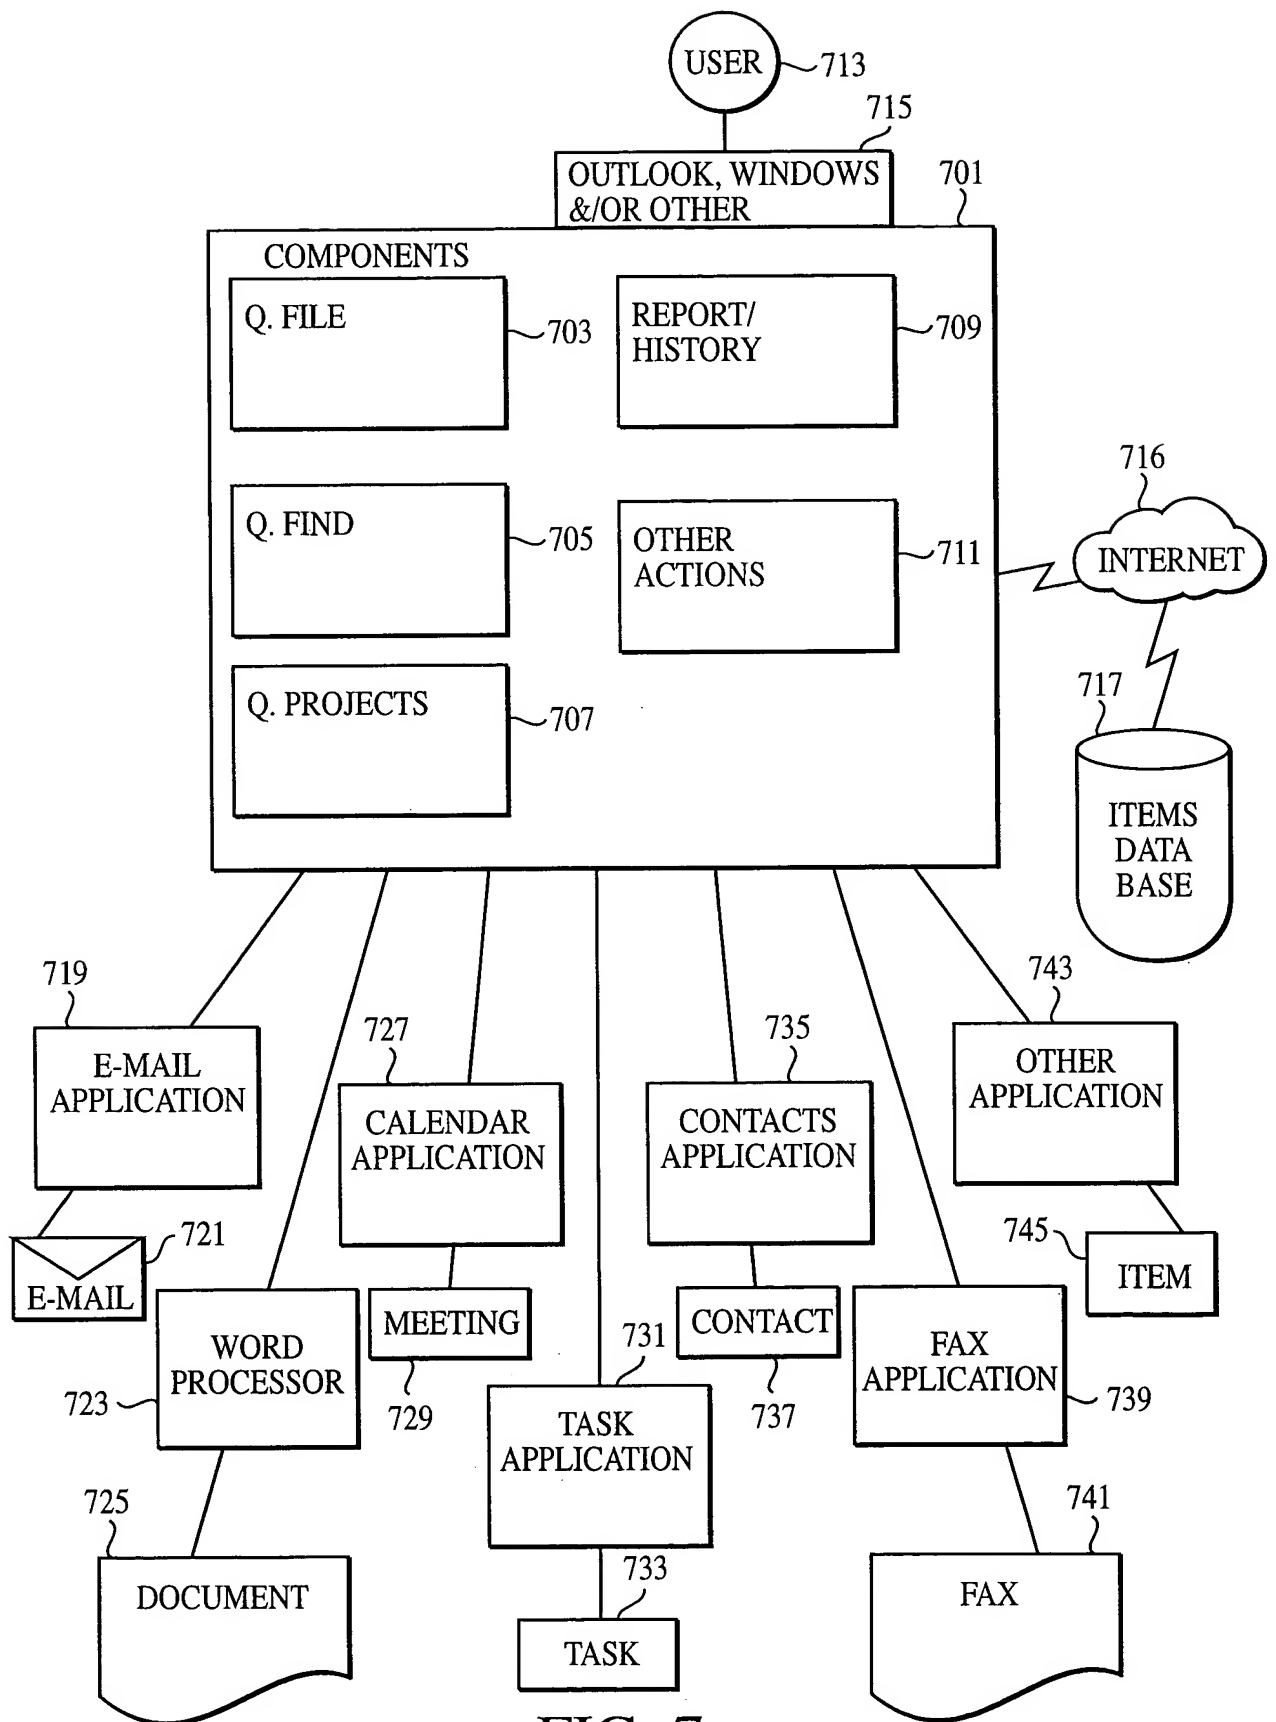 USER
713
715
OUTLOOK, WINDOWS
&/OR OTHER
701
COMPONENTS
Q. FILE
703
REPORT/
HISTORY
709
Q. FIND
705
OTHER
ACTIONS
711
Q. PROJECTS
707
716
INTERNET
717
ITEMS
DATA
BASE
719
E-MAIL
APPLICATION
721
E-MAIL
WORD
PROCESSOR
723
725
DOCUMENT
727
CALENDAR
APPLICATION
MEETING
729
731
TASK
APPLICATION
733
TASK
735
CONTACTS
APPLICATION
CONTACT
737
FAX
APPLICATION
739
741
FAX
743
OTHER
APPLICATION
745
ITEM
FIG. 7